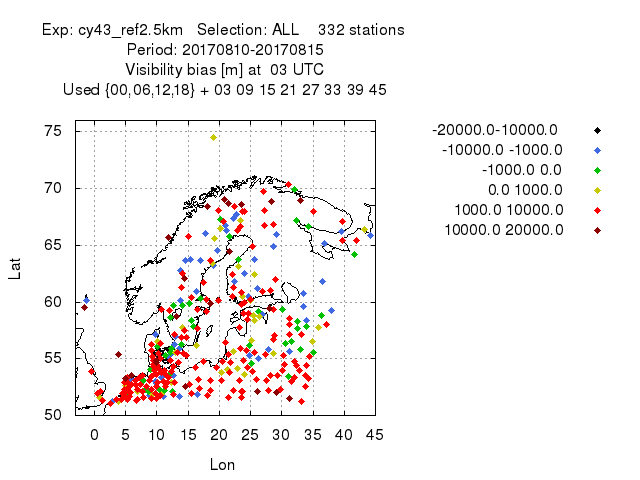 Exp: cy43_ref2.5km   Selection: ALL    332 stations
Period: 20170810-20170815
Visibility bias [m] at  03 UTC
Used {00,06,12,18} + 03 09 15 21 27 33 39 45
-20000.0-10000.0
-10000.0 -1000.0
-1000.0 0.0
0.0 1000.0
1000.0 10000.0
10000.0 20000.0
75
70
65
60
55
50
Lat
0 5 10 15 20 25 30 35 40 45
Lon